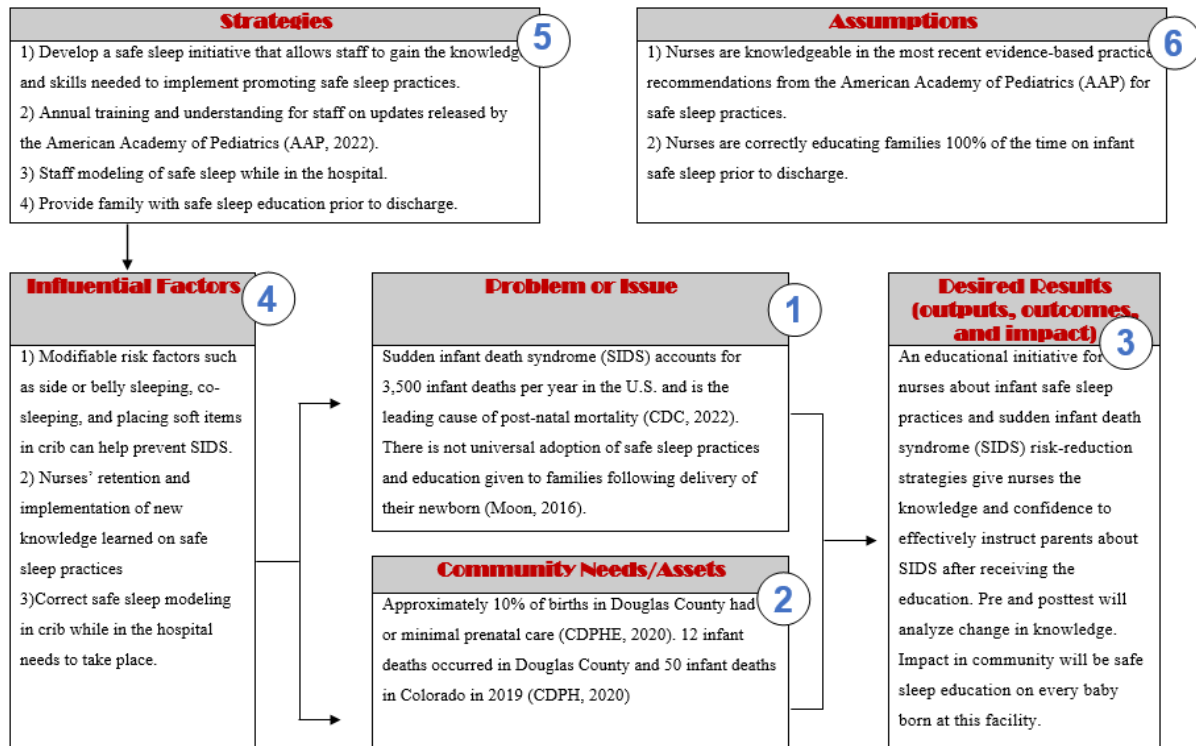 Strategies
5
1) Develop a safe sleep initiative that allows staff to gain the
and skills needed to implement promoting safe sleep practices.
2) Annual training and understanding for staff on updates released by
the American Academy of Pediatrics (AAP, 2022).
3) Staff modeling of safe sleep while in the hospital.
4) Provide family with safe sleep education prior to discharge.
Assumptions
6
1) Nurses are knowledgeable in the most recent evidence-based practice
recommendations from the American Academy of Pediatrics (AAP) for
safe sleep practices.
2) Nurses are correctly educating families 100% of the time on infant
safe sleep prior to discharge.
Influential Factors
4
1) Modifiable risk factors such
as side or belly sleeping, co-
sleeping, and placing soft items
in crib can help prevent SIDS.
2) Nurses’ retention and
implementation of new
knowledge learned on safe
sleep practices
3)Correct safe sleep modeling
in crib while in the hospital
needs to take place.
Problem or Issue
1
Sudden infant death syndrome (SIDS) accounts for
3,500 infant deaths per year in the U.S. and is the
leading cause of post-natal mortality (CDC, 2022).
There is not universal adoption of safe sleep practices
and education given to families following delivery of
their newborn (Moon, 2016).
Community Needs/Assets
2
Approximately 10% of births in Douglas County had
or minimal prenatal care (CDPHE, 2020). 12 infant
deaths occurred in Douglas County and 50 infant deaths
in Colorado in 2019 (CDPH, 2020)
Desired Results
(outputs, outcomes,
and impact)
3
An educational initiative for
nurses about infant safe sleep
practices and sudden infant death
syndrome (SIDS) risk-reduction
strategies give nurses the
knowledge and confidence to
effectively instruct parents about
SIDS after receiving the
education. Pre and posttest will
analyze change in knowledge.
Impact in community will be safe
sleep education on every baby
born at this facility.